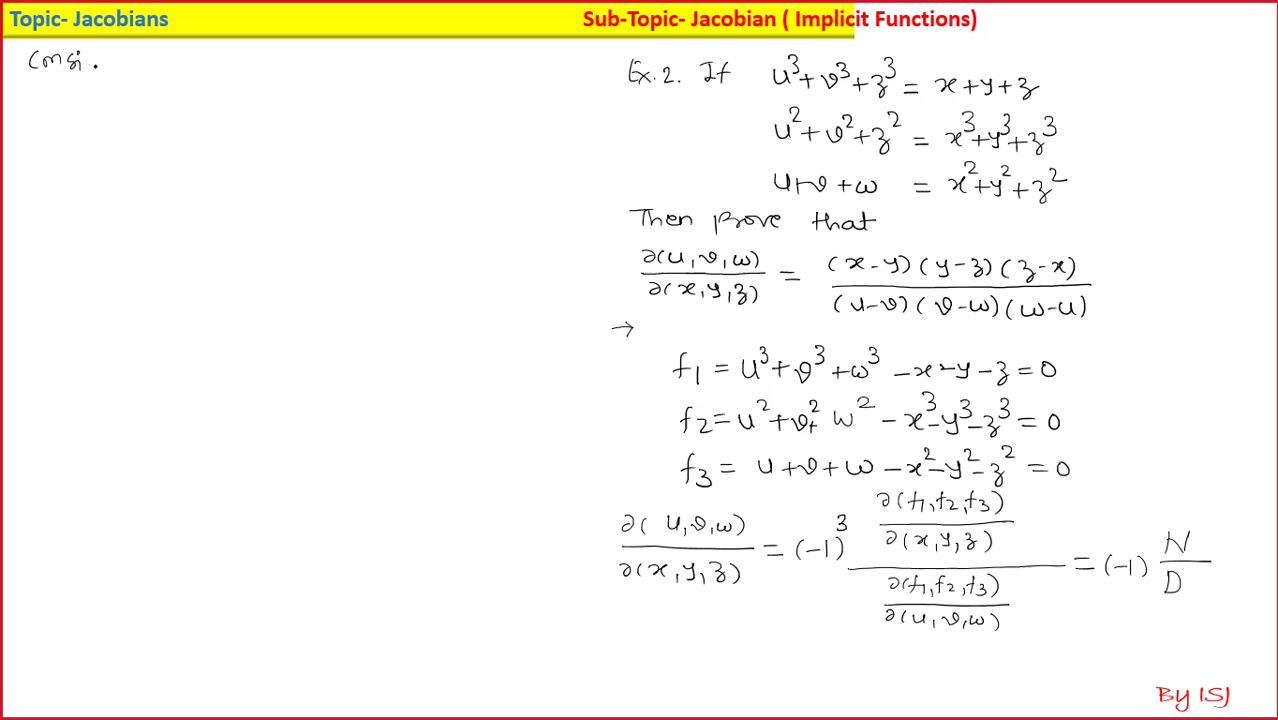 Topic- Jacobians
Sub-Topic- Jacobian ( Implicit Functions)
Consi.
Ex. 2. If u³+v³+z³ = x+y+z
u²+v²+z² = x³+y³+z³
u+v+w = x²+y²+z²
Then prove that
∂(u,v,w)/∂(x,y,z) = (x-y)(y-z)(z-x)/(u-v)(v-w)(w-u)
→
f₁ = u³+v³+w³-x-y-z=0
f₂=u²+v²+w²-x³-y³-z³=0
f₃= u+v+w-x²-y²-z²=0
∂(u,v,w)/∂(x,y,z) = (-1)³ ∂(f₁,f₂,f₃)/∂(x,y,z) / ∂(f₁,f₂,f₃)/∂(u,v,w) = (-1) N/D
By ISJ